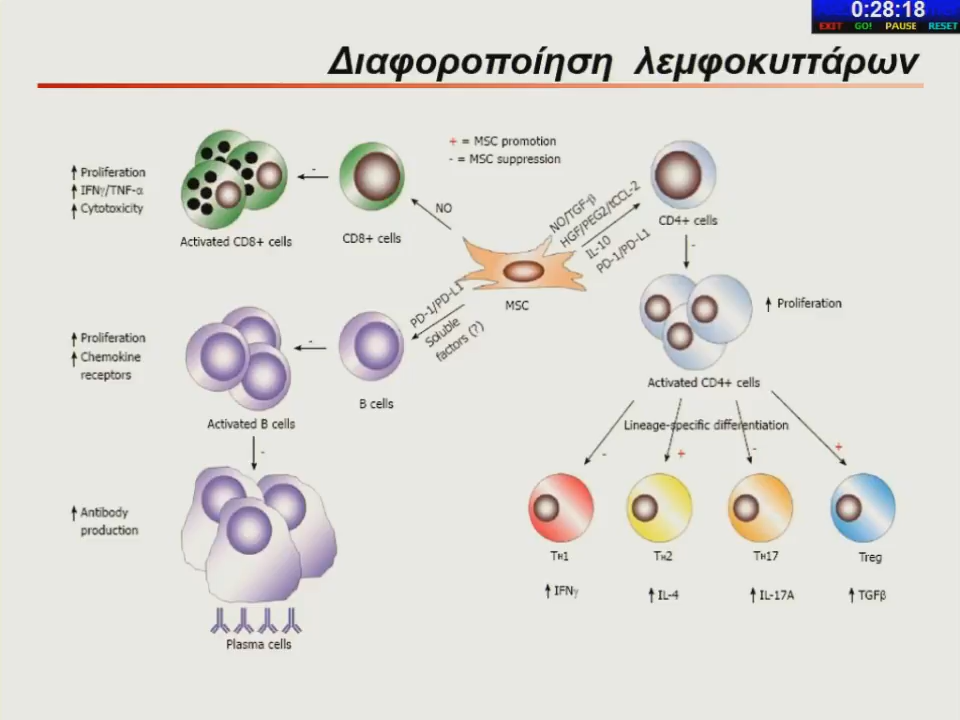 0:28:18
EXIT GO! PAUSE RESET
Διαφοροποίηση λεμφοκυττάρων
+ = MSC promotion
- = MSC suppression
Proliferation
IFNγ/TNF-α
Cytotoxicity
Activated CD8+ cells
-
CD8+ cells
NO
NO/TGF-β
HGF/PEG2/tCCL-2
IL-10
PD-1/PD-L1
CD4+ cells
-
MSC
PD-1/PD-L1
Soluble
factors (?)
Proliferation
Activated CD4+ cells
Proliferation
Chemokine
receptors
-
B cells
Activated B cells
-
Lineage-specific differentiation
- + - +
Antibody
production
Plasma cells
TH1
TH2
TH17
Treg
IFNγ
IL-4
IL-17A
TGFβ